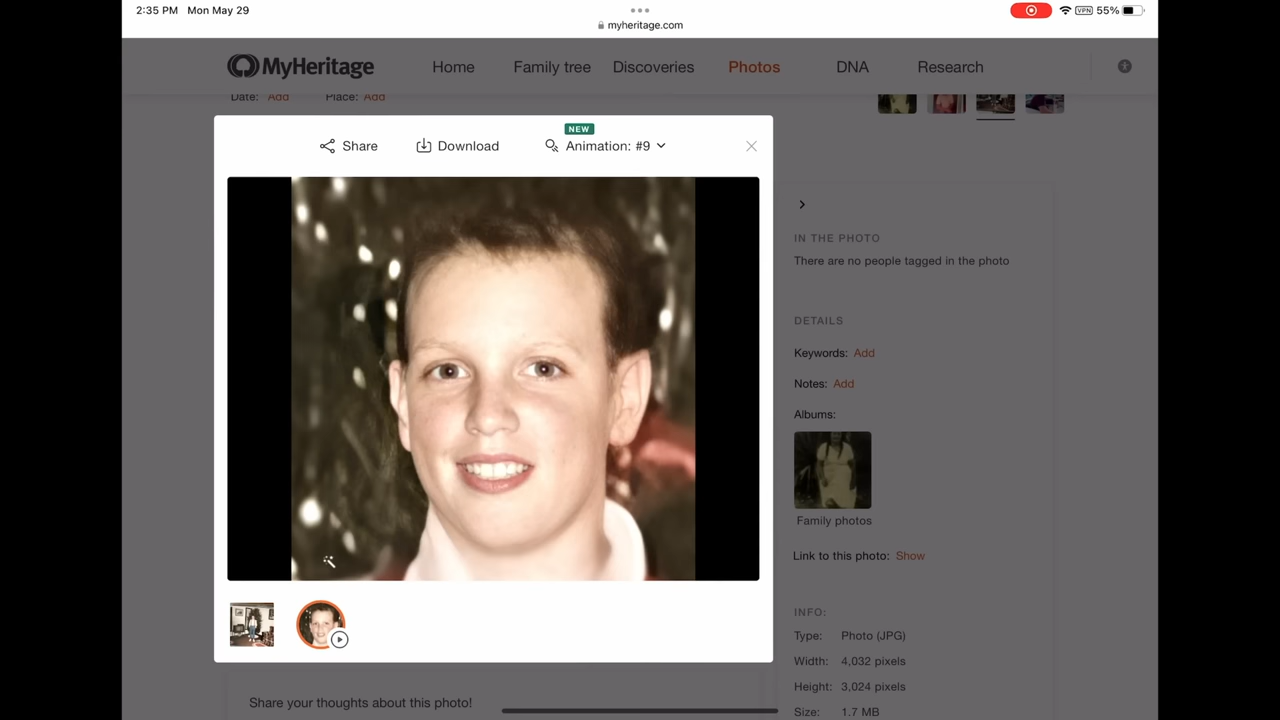 2:35 PM Mon May 29
myheritage.com
VPN 55%
MyHeritage
Home Family tree Discoveries Photos DNA Research
Date: Add Place: Add
NEW
Share Download Animation: #9
IN THE PHOTO
There are no people tagged in the photo
DETAILS
Keywords: Add
Notes: Add
Albums:
Family photos
Link to this photo: Show
INFO:
Type: Photo (JPG)
Width: 4,032 pixels
Height: 3,024 pixels
Size: 1.7 MB
Share your thoughts about this photo!